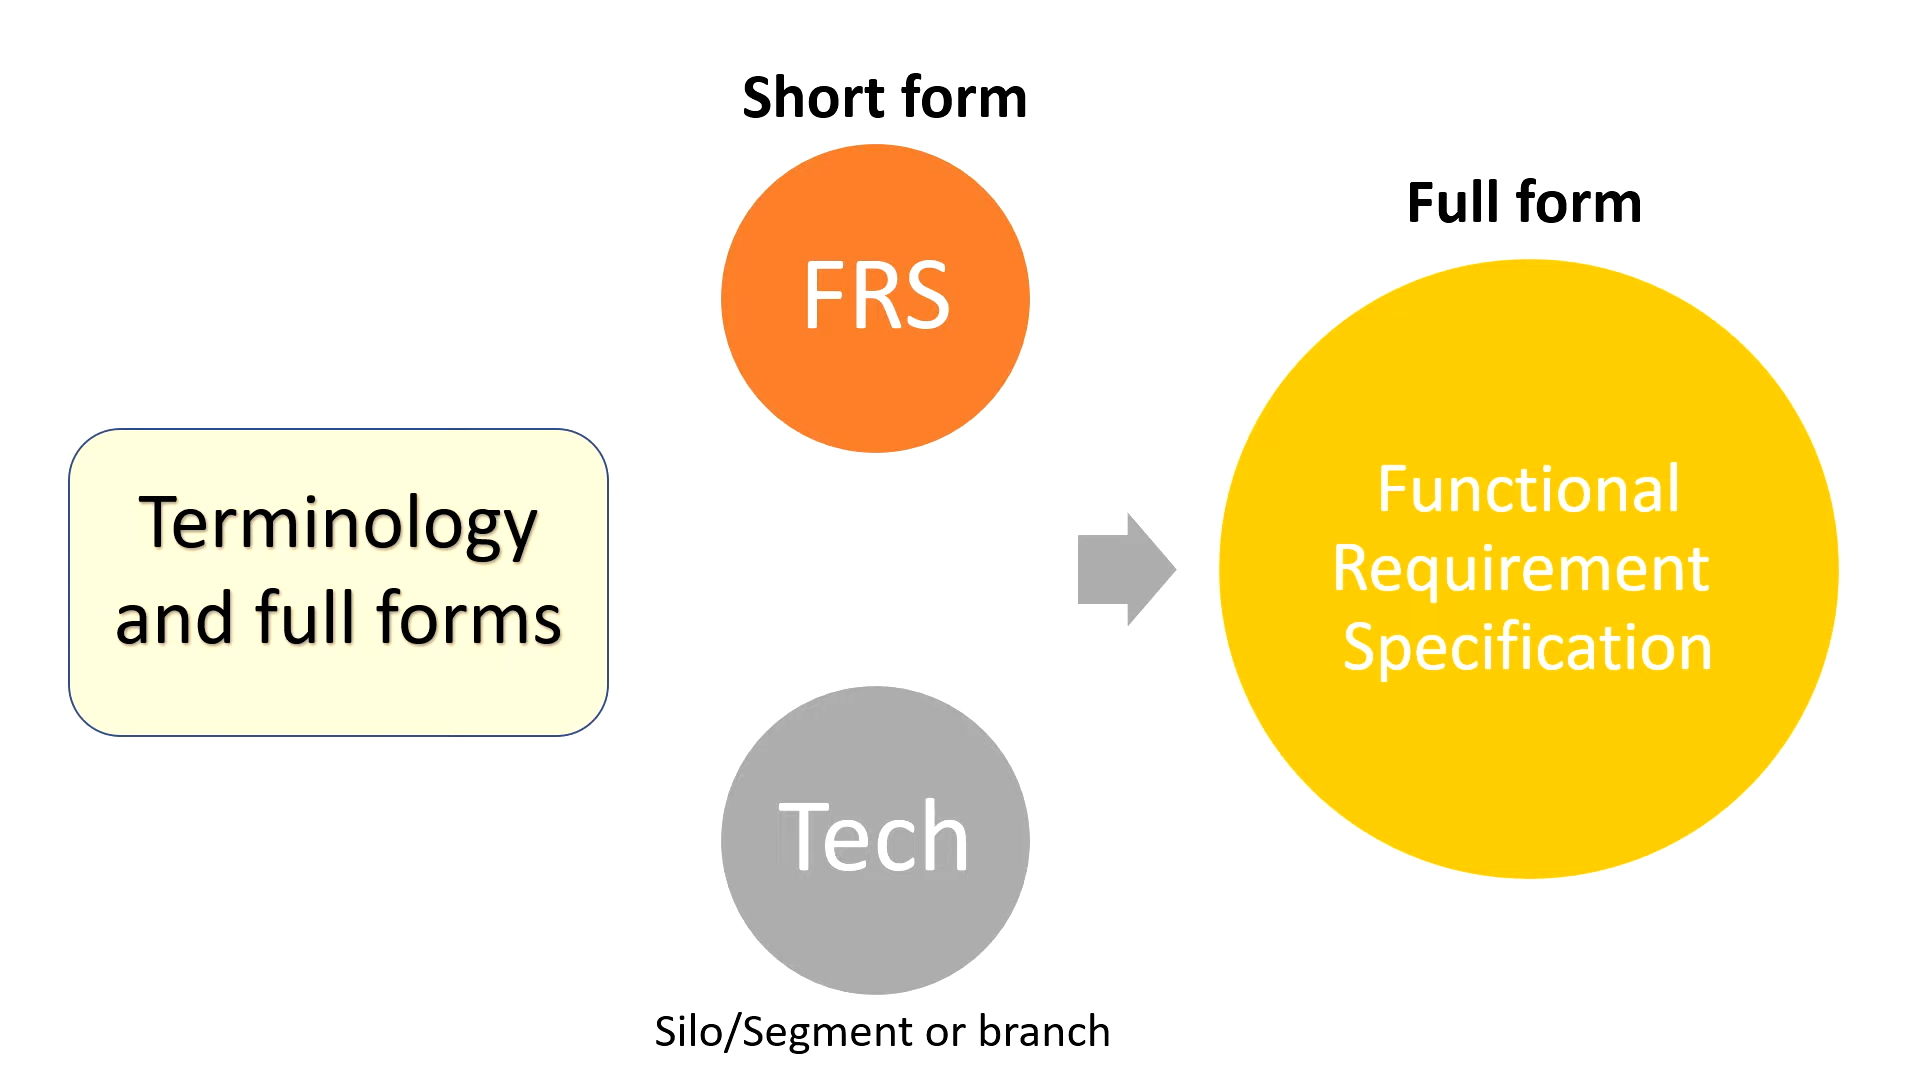 Short form
FRS
Full form
Terminology
and full forms
Functional
Requirement
Specification
Tech
Silo/Segment or branch